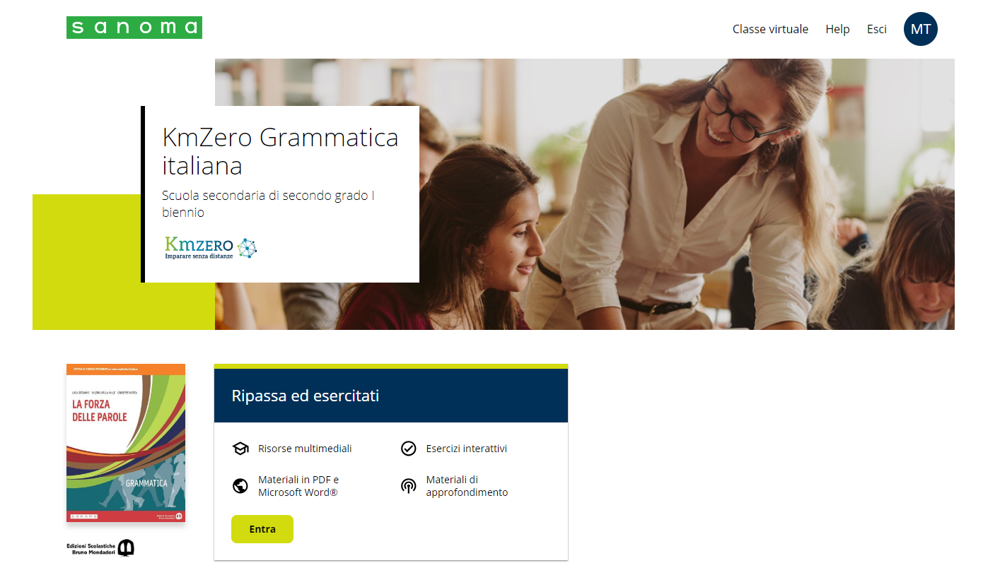 sanoma
Classe virtuale
Help
Esci
MT
KmZero Grammatica
italiana
Scuola secondaria di secondo grado I
biennio
KmZERO
Imparare senza distanze
LA FORZA
DELLE PAROLE
GRAMMATICA
sanoma
Edizioni Scolastiche
Bruno Mondadori
Ripassa ed esercitati
Risorse multimediali
Esercizi interattivi
Materiali in PDF e
Microsoft Word®
Materiali di
approfondimento
Entra